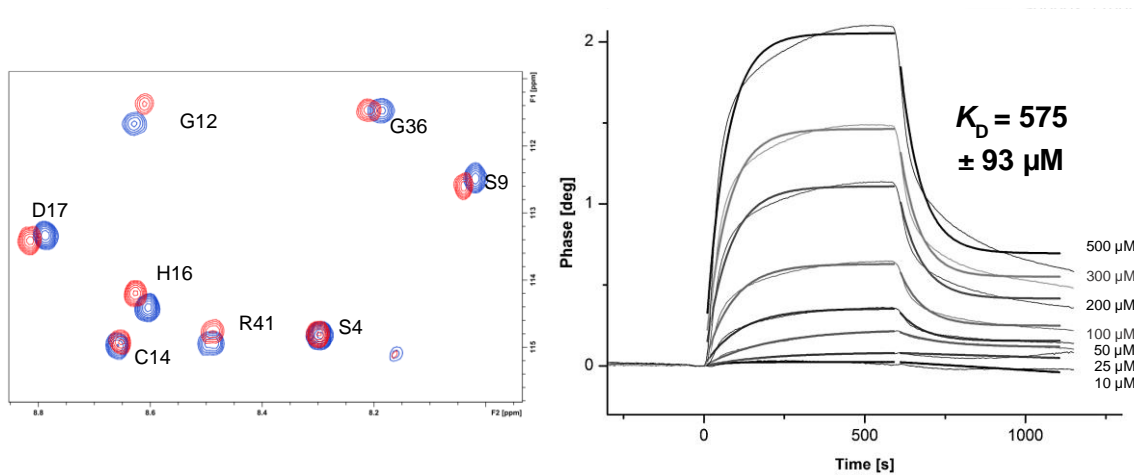 G12
G36
S9
D17
H16
R41
S4
C14
F1 [ppm]
112
113
114
115
8.8
8.6
8.4
8.2
F2 [ppm]
2
1
0
Phase [deg]
0
500
1000
Time [s]
K_D = 575
± 93 µM
500 µM
300 µM
200 µM
100 µM
50 µM
25 µM
10 µM